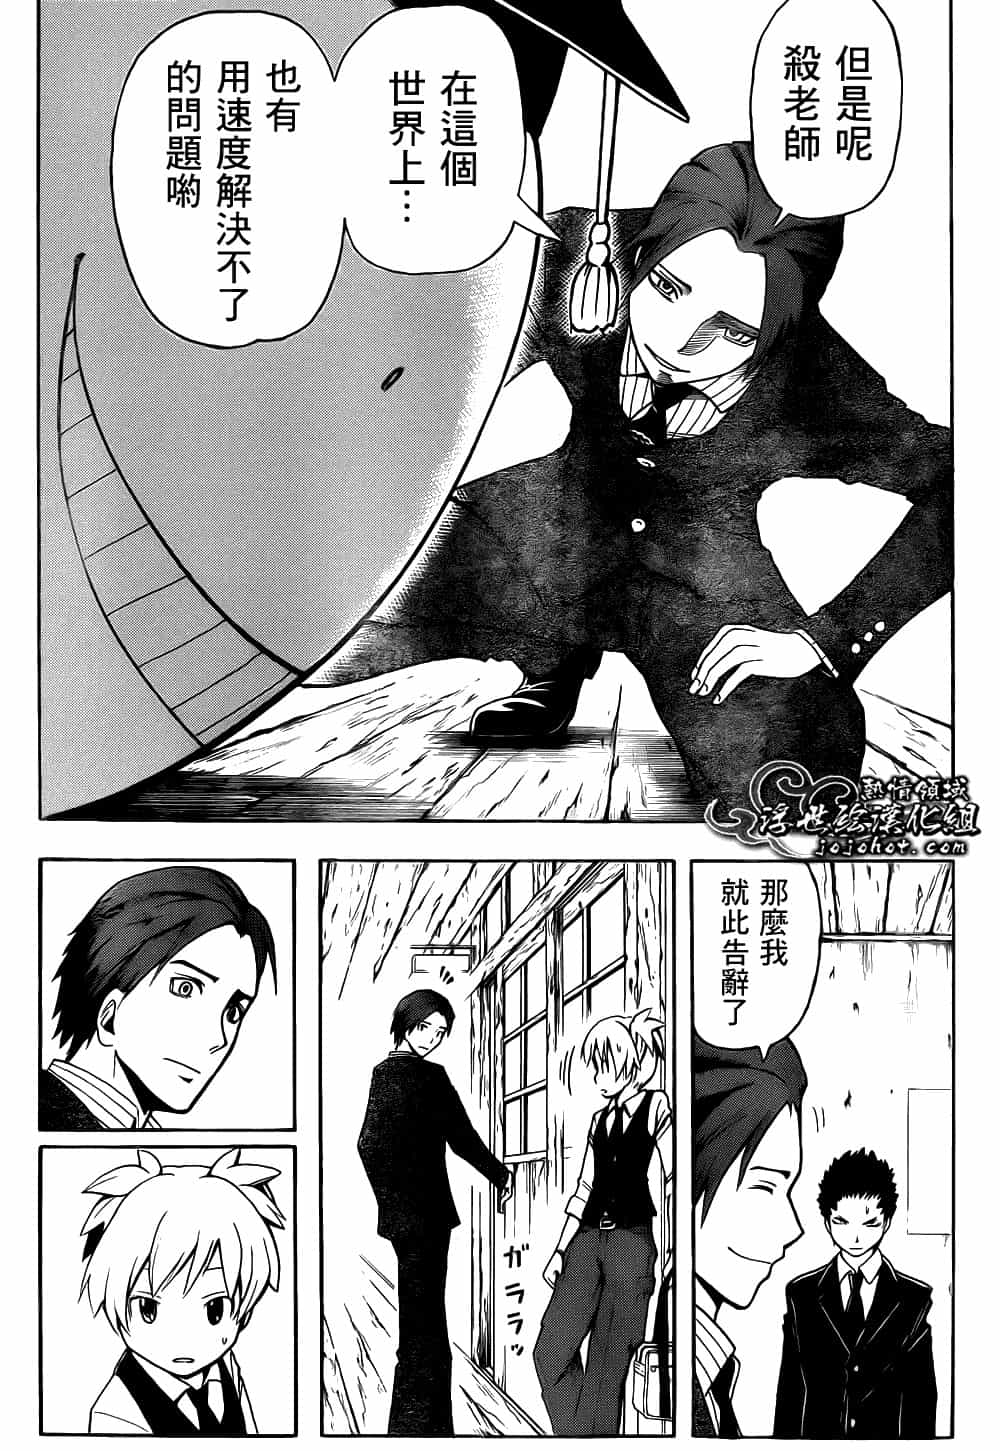 但是呢
殺老師
在這個
世界上…
也有
用速度解決不了
的問題喲
熱情領域
浮世绘漢化組
jojohot.com
那麼我
就此告辭了
ガララッ